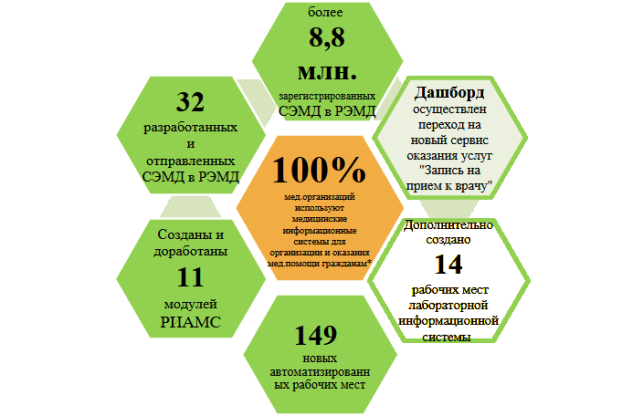 более
8,8
млн.
зарегистрированных
СЭМД в РЭМД
32
разработанных
и
отправленных
СЭМД в РЭМД
Дашборд
осуществлен
переход на
новый сервис
оказания услуг
"Запись на
прием к врачу"
100%
мед.организаций
используют
медицинские
информационные
системы для
организации и оказания
мед.помощи гражданам*
Созданы и
доработаны
11
модулей
РИАМС
Дополнительно
создано
14
рабочих мест
лабораторной
информационной
системы
149
новых
автоматизированн
ых рабочих мест